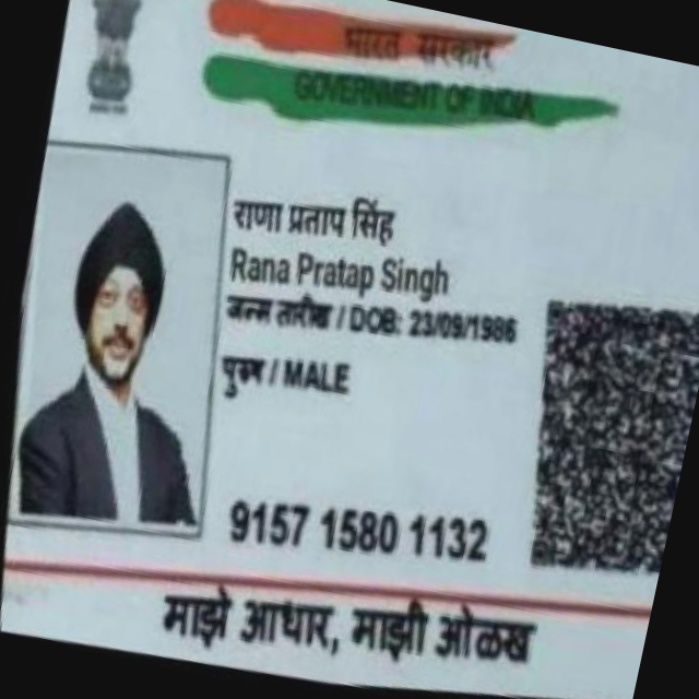 भारत सरकार
GOVERNMENT OF INDIA
राणा प्रताप सिंह
Rana Pratap Singh
जन्म तारीख / DOB: 23/09/1986
पुरुष / MALE
9157 1580 1132
माझे आधार, माझी ओळख